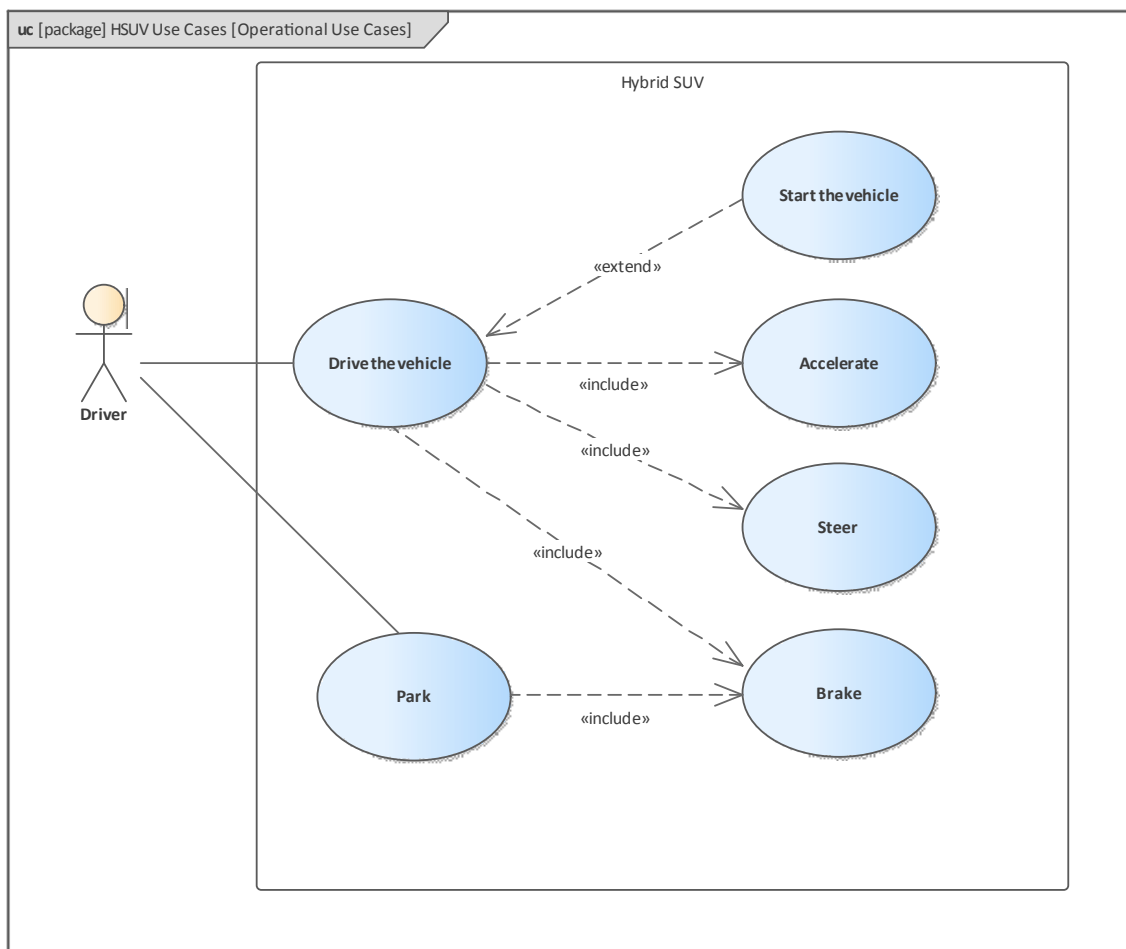 uc [package] HSUV Use Cases [Operational Use Cases]
Hybrid SUV
Start the vehicle
«extend»
Drive the vehicle
Accelerate
«include»
Driver
«include»
Steer
«include»
Park
Brake
«include»